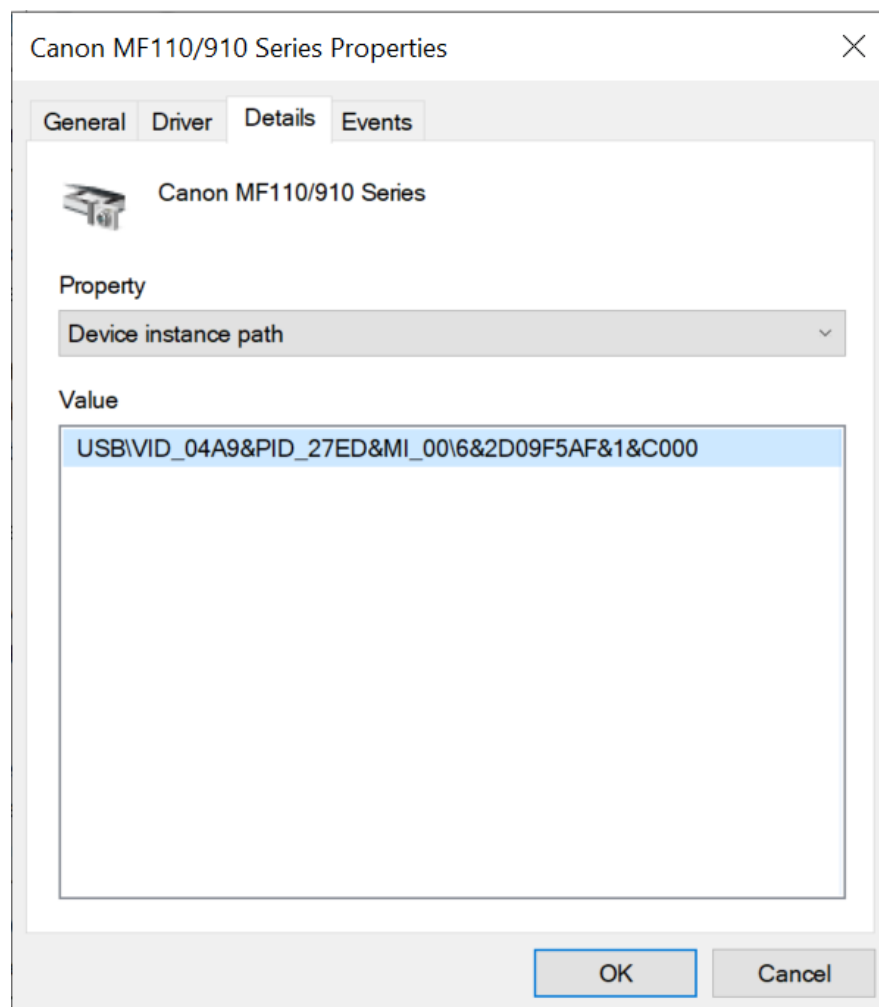 Canon MF110/910 Series Properties
General Driver Details Events
Canon MF110/910 Series
Property
Device instance path
Value
USB\VID_04A9&PID_27ED&MI_00\6&2D09F5AF&1&C000
OK Cancel